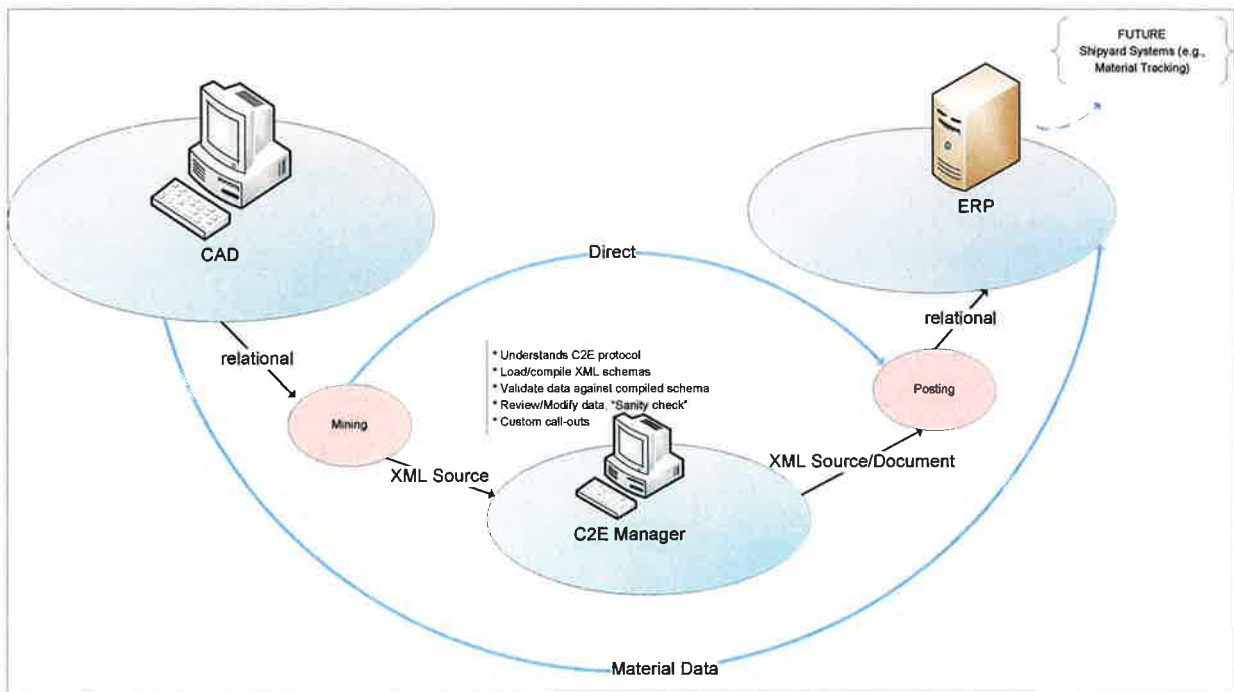 FUTURE
Shipyard Systems (e.g.,
Material Tracking)
CAD
ERP
Direct
relational
relational
* Understands C2E protocol
* Load/compile XML schemas
* Validate data against compiled schema
* Review/Modify data, "Sanity check"
* Custom call-outs
Mining
Posting
XML Source
XML Source/Document
C2E Manager
Material Data